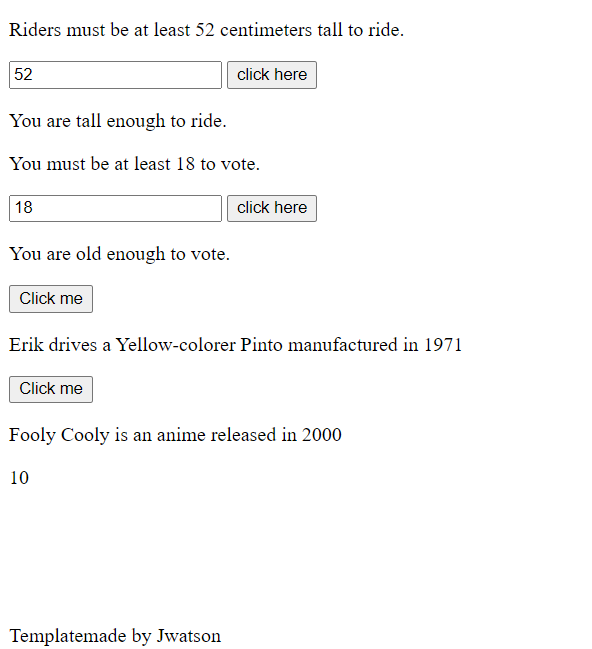 Riders must be at least 52 centimeters tall to ride.
52 click here
You are tall enough to ride.
You must be at least 18 to vote.
18 click here
You are old enough to vote.
Click me
Erik drives a Yellow-colorer Pinto manufactured in 1971
Click me
Fooly Cooly is an anime released in 2000
10
Templatemade by Jwatson